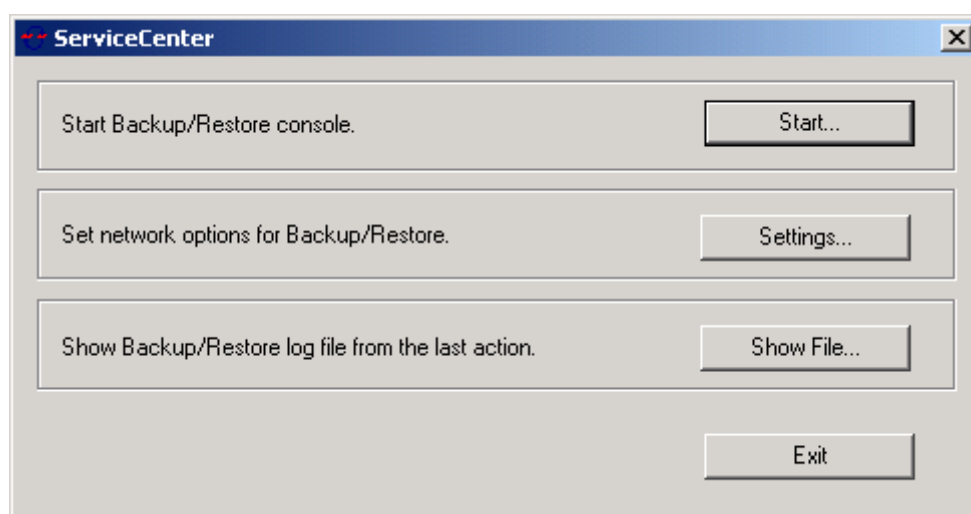 ServiceCenter
Start Backup/Restore console.
Start...
Set network options for Backup/Restore.
Settings...
Show Backup/Restore log file from the last action.
Show File...
Exit